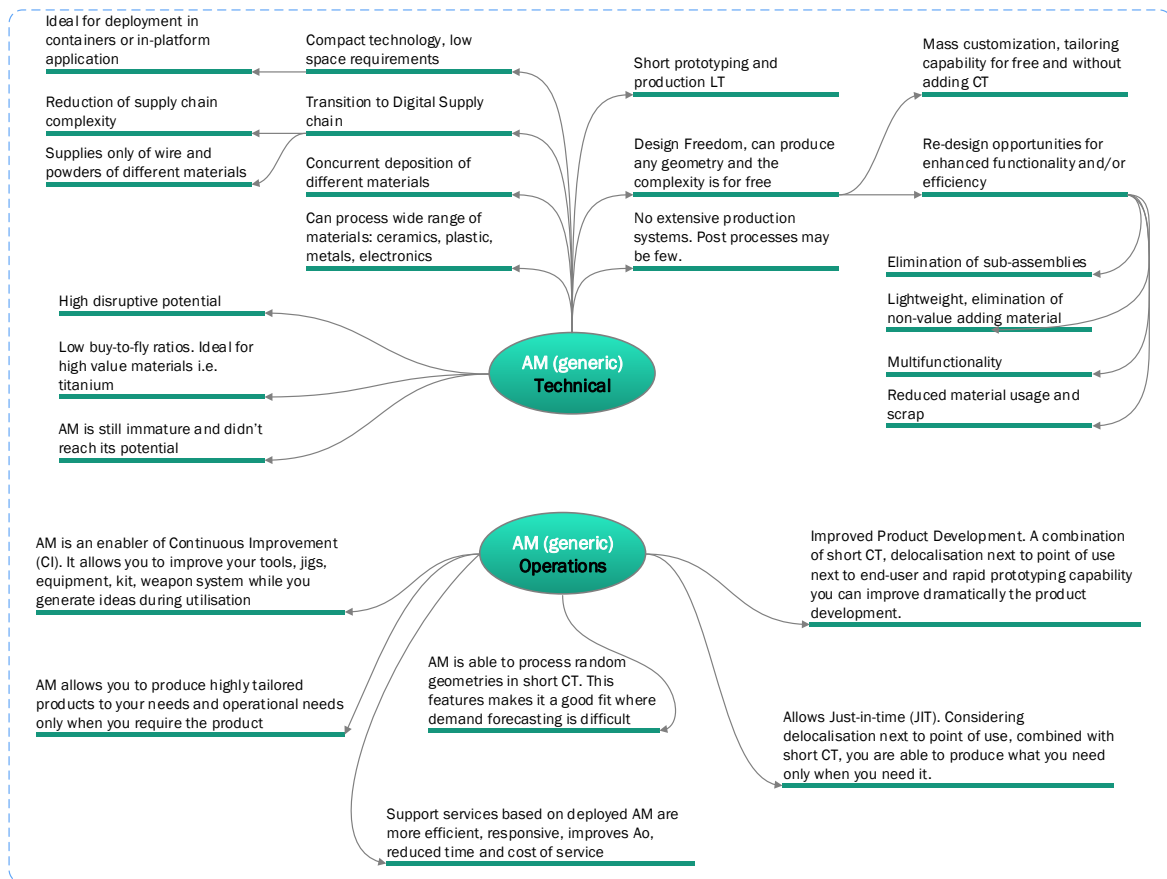 Ideal for deployment in
containers or in-platform
application
Compact technology, low
space requirements
Reduction of supply chain
complexity
Transition to Digital Supply
chain
Supplies only of wire and
powders of different materials
Concurrent deposition of
different materials
Can process wide range of
materials: ceramics, plastic,
metals, electronics
Short prototyping and
production LT
Design Freedom, can produce
any geometry and the
complexity is for free
No extensive production
systems. Post processes may
be few.
Mass customization, tailoring
capability for free and without
adding CT
Re-design opportunities for
enhanced functionality and/or
efficiency
Elimination of sub-assemblies
Lightweight, elimination of
non-value adding material
Multifunctionality
Reduced material usage and
scrap
High disruptive potential
Low buy-to-fly ratios. Ideal for
high value materials i.e.
titanium
AM is still immature and didn't
reach its potential
AM (generic)
Technical
AM (generic)
Operations
AM is an enabler of Continuous Improvement
(CI). It allows you to improve your tools, jigs,
equipment, kit, weapon system while you
generate ideas during utilisation
AM allows you to produce highly tailored
products to your needs and operational needs
only when you require the product
AM is able to process random
geometries in short CT. This
features makes it a good fit where
demand forecasting is difficult
Support services based on deployed AM are
more efficient, responsive, improves Ao,
reduced time and cost of service
Improved Product Development. A combination
of short CT, delocalisation next to point of use
next to end-user and rapid prototyping capability
you can improve dramatically the product
development.
Allows Just-in-time (JIT). Considering
delocalisation next to point of use, combined with
short CT, you are able to produce what you need
only when you need it.